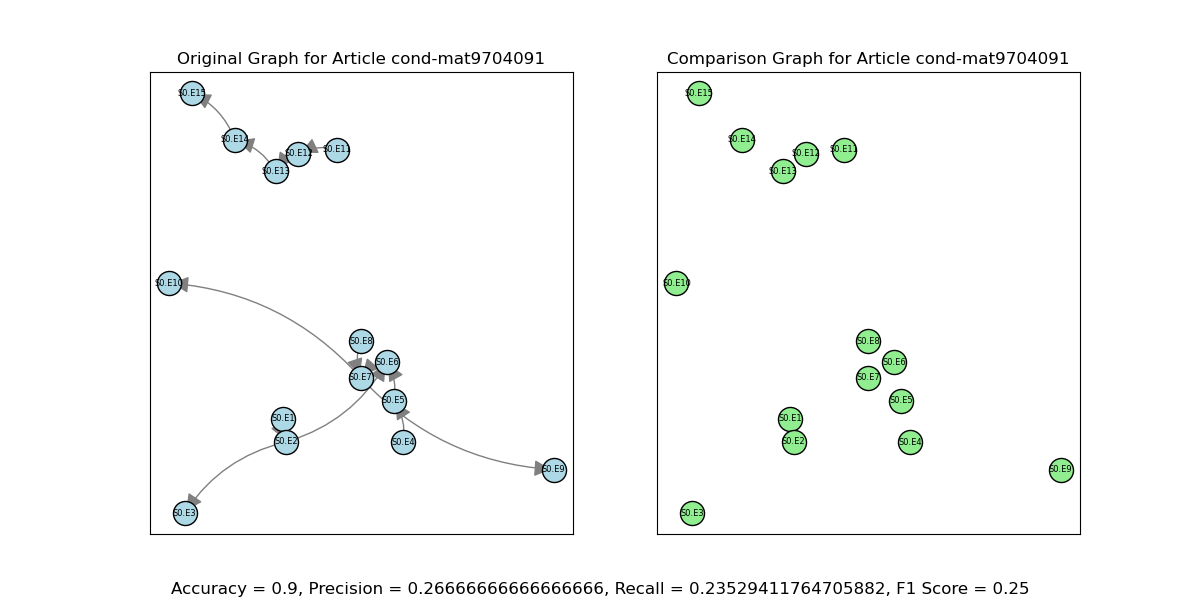 Original Graph for Article cond-mat9704091
Comparison Graph for Article cond-mat9704091
S0.E15
S0.E14
S0.E12
S0.E11
S0.E13
S0.E10
S0.E8
S0.E6
S0.E7
S0.E5
S0.E1
S0.E2
S0.E4
S0.E9
S0.E3
S0.E15
S0.E14
S0.E12
S0.E11
S0.E13
S0.E10
S0.E8
S0.E6
S0.E7
S0.E5
S0.E1
S0.E2
S0.E4
S0.E9
S0.E3
Accuracy = 0.9, Precision = 0.26666666666666666, Recall = 0.23529411764705882, F1 Score = 0.25